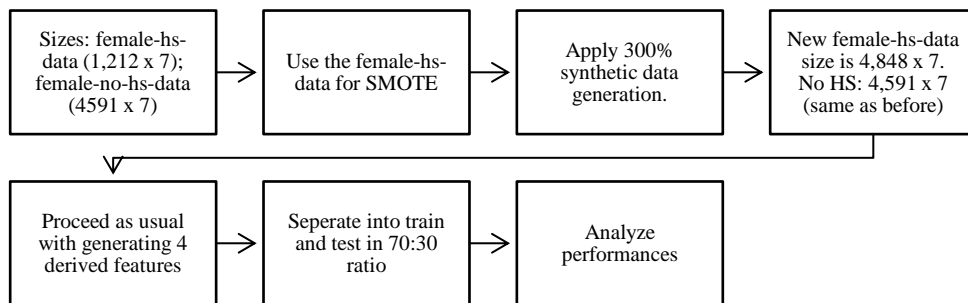 Sizes: female-hs-
data (1,212 x 7);
female-no-hs-data
(4591 x 7)
Use the female-hs-
data for SMOTE
Apply 300%
synthetic data
generation.
New female-hs-data
size is 4,848 x 7.
No HS: 4,591 x 7
(same as before)
Proceed as usual
with generating 4
derived features
Seperate into train
and test in 70:30
ratio
Analyze
performances